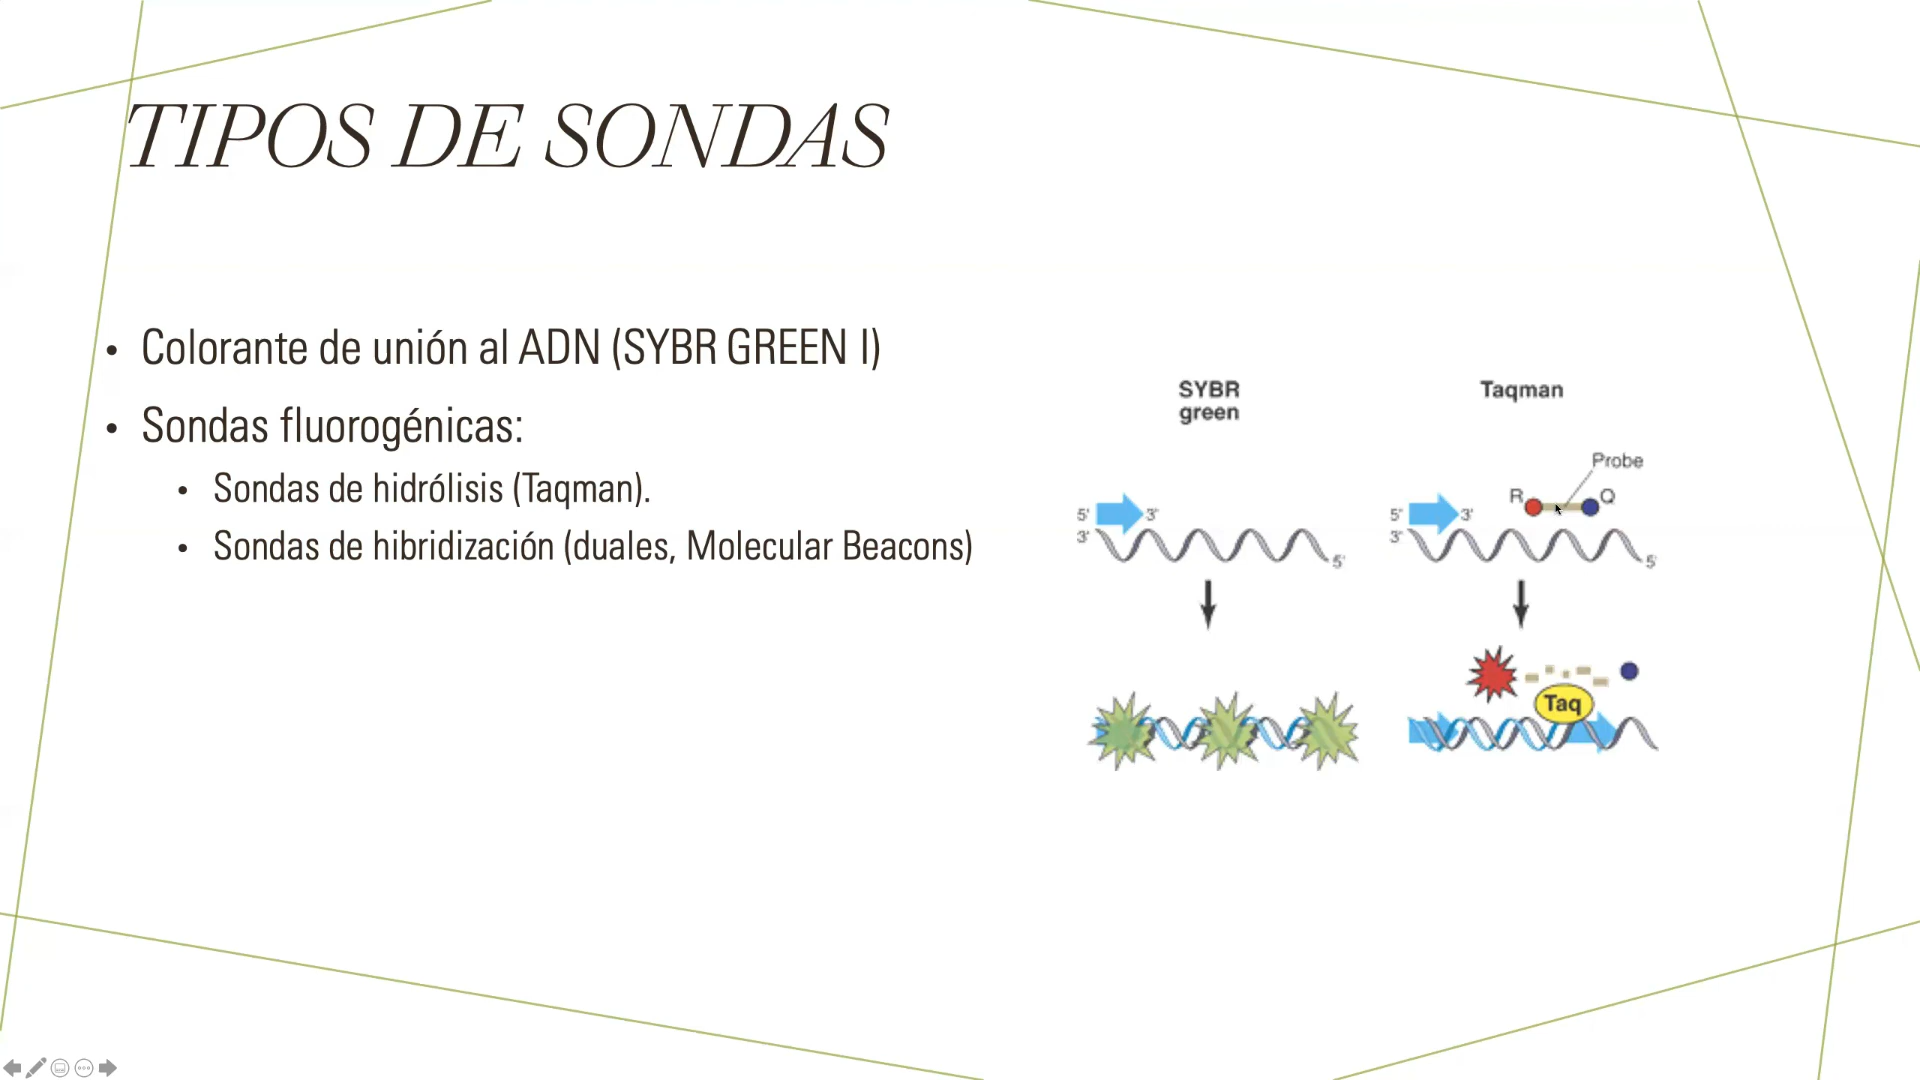 TIPOS DE SONDAS
• Colorante de unión al ADN (SYBR GREEN I)
• Sondas fluorogénicas:
• Sondas de hidrólisis (Taqman).
• Sondas de hibridización (duales, Molecular Beacons)
SYBR
green
5' 3'
3'
5'
Taqman
Probe
R Q
5' 3'
3'
5'
Taq